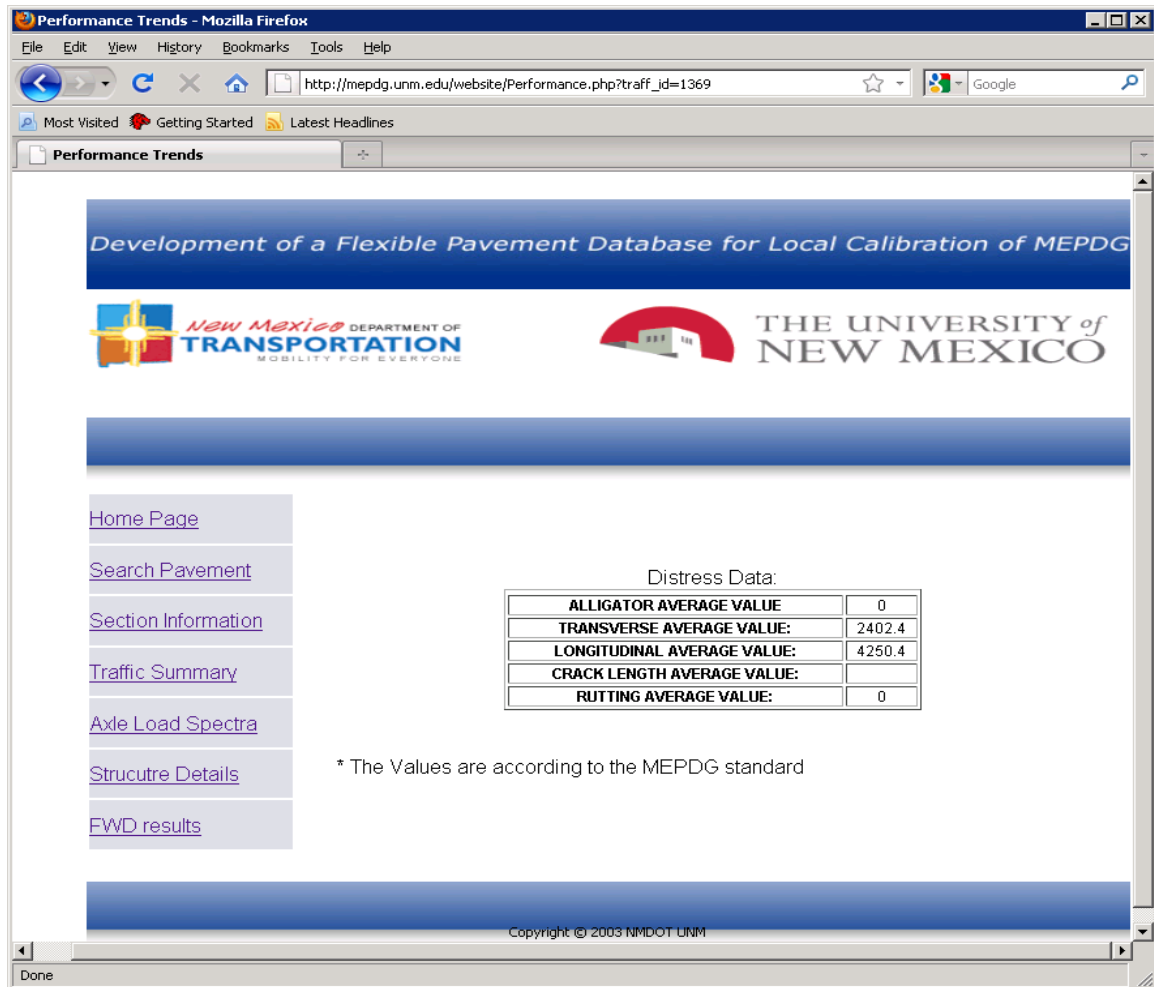 Performance Trends - Mozilla Firefox
File Edit View History Bookmarks Tools Help
http://mepdg.unm.edu/website/Performance.php?traff_id=1369 Google
Most Visited Getting Started Latest Headlines
Performance Trends
Development of a Flexible Pavement Database for Local Calibration of MEPDG
New Mexico DEPARTMENT OF
TRANSPORTATION
MOBILITY FOR EVERYONE
THE UNIVERSITY of
NEW MEXICO
Home Page
Search Pavement
Section Information
Traffic Summary
Axle Load Spectra
Strucutre Details
FWD results
Distress Data:
ALLIGATOR AVERAGE VALUE 0
TRANSVERSE AVERAGE VALUE: 2402.4
LONGITUDINAL AVERAGE VALUE: 4250.4
CRACK LENGTH AVERAGE VALUE:
RUTTING AVERAGE VALUE: 0
* The Values are according to the MEPDG standard
Copyright © 2003 NMDOT UNM
Done